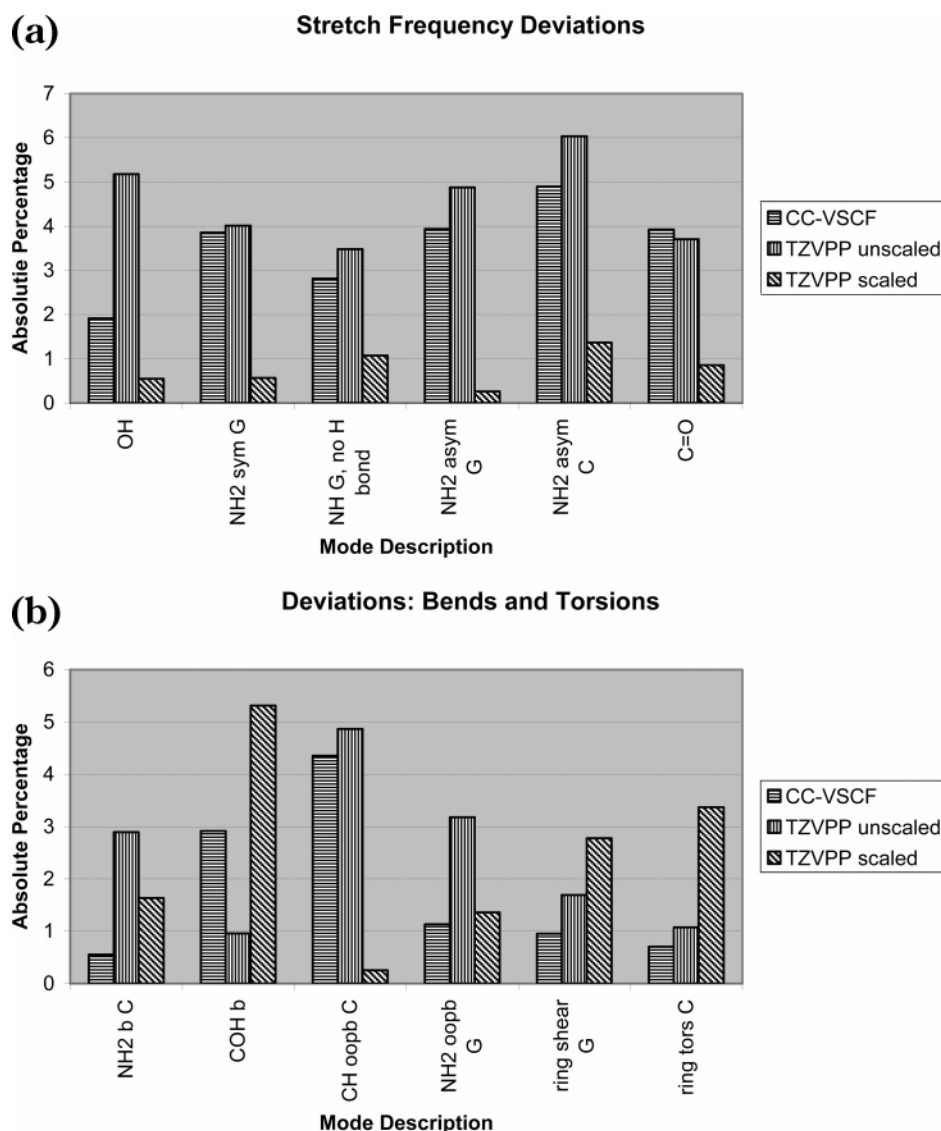 (a)
Stretch Frequency Deviations
Absolutie Percentage
7
6
5
4
3
2
1
0
OH
NH2 sym G
NH G, no H
bond
NH2 asym
G
NH2 asym
C
C=O
Mode Description
CC-VSCF
TZVPP unscaled
TZVPP scaled
(b)
Deviations: Bends and Torsions
Absolute Percentage
6
5
4
3
2
1
0
NH2 b C
COH b
CH oopb C
NH2 oopb
G
ring shear
G
ring tors C
Mode Description
CC-VSCF
TZVPP unscaled
TZVPP scaled